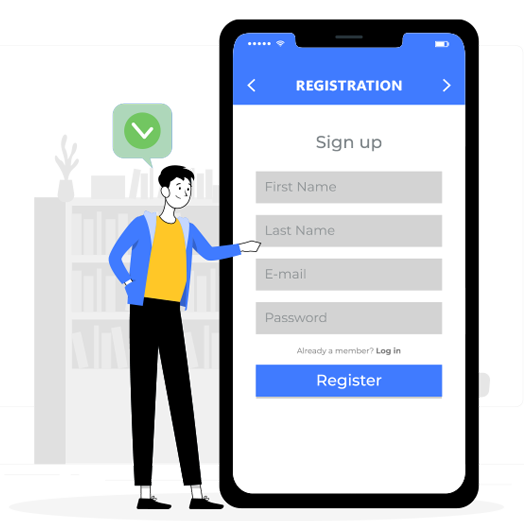 REGISTRATION
Sign up
First Name
Last Name
E-mail
Password
Already a member? Log in
Register